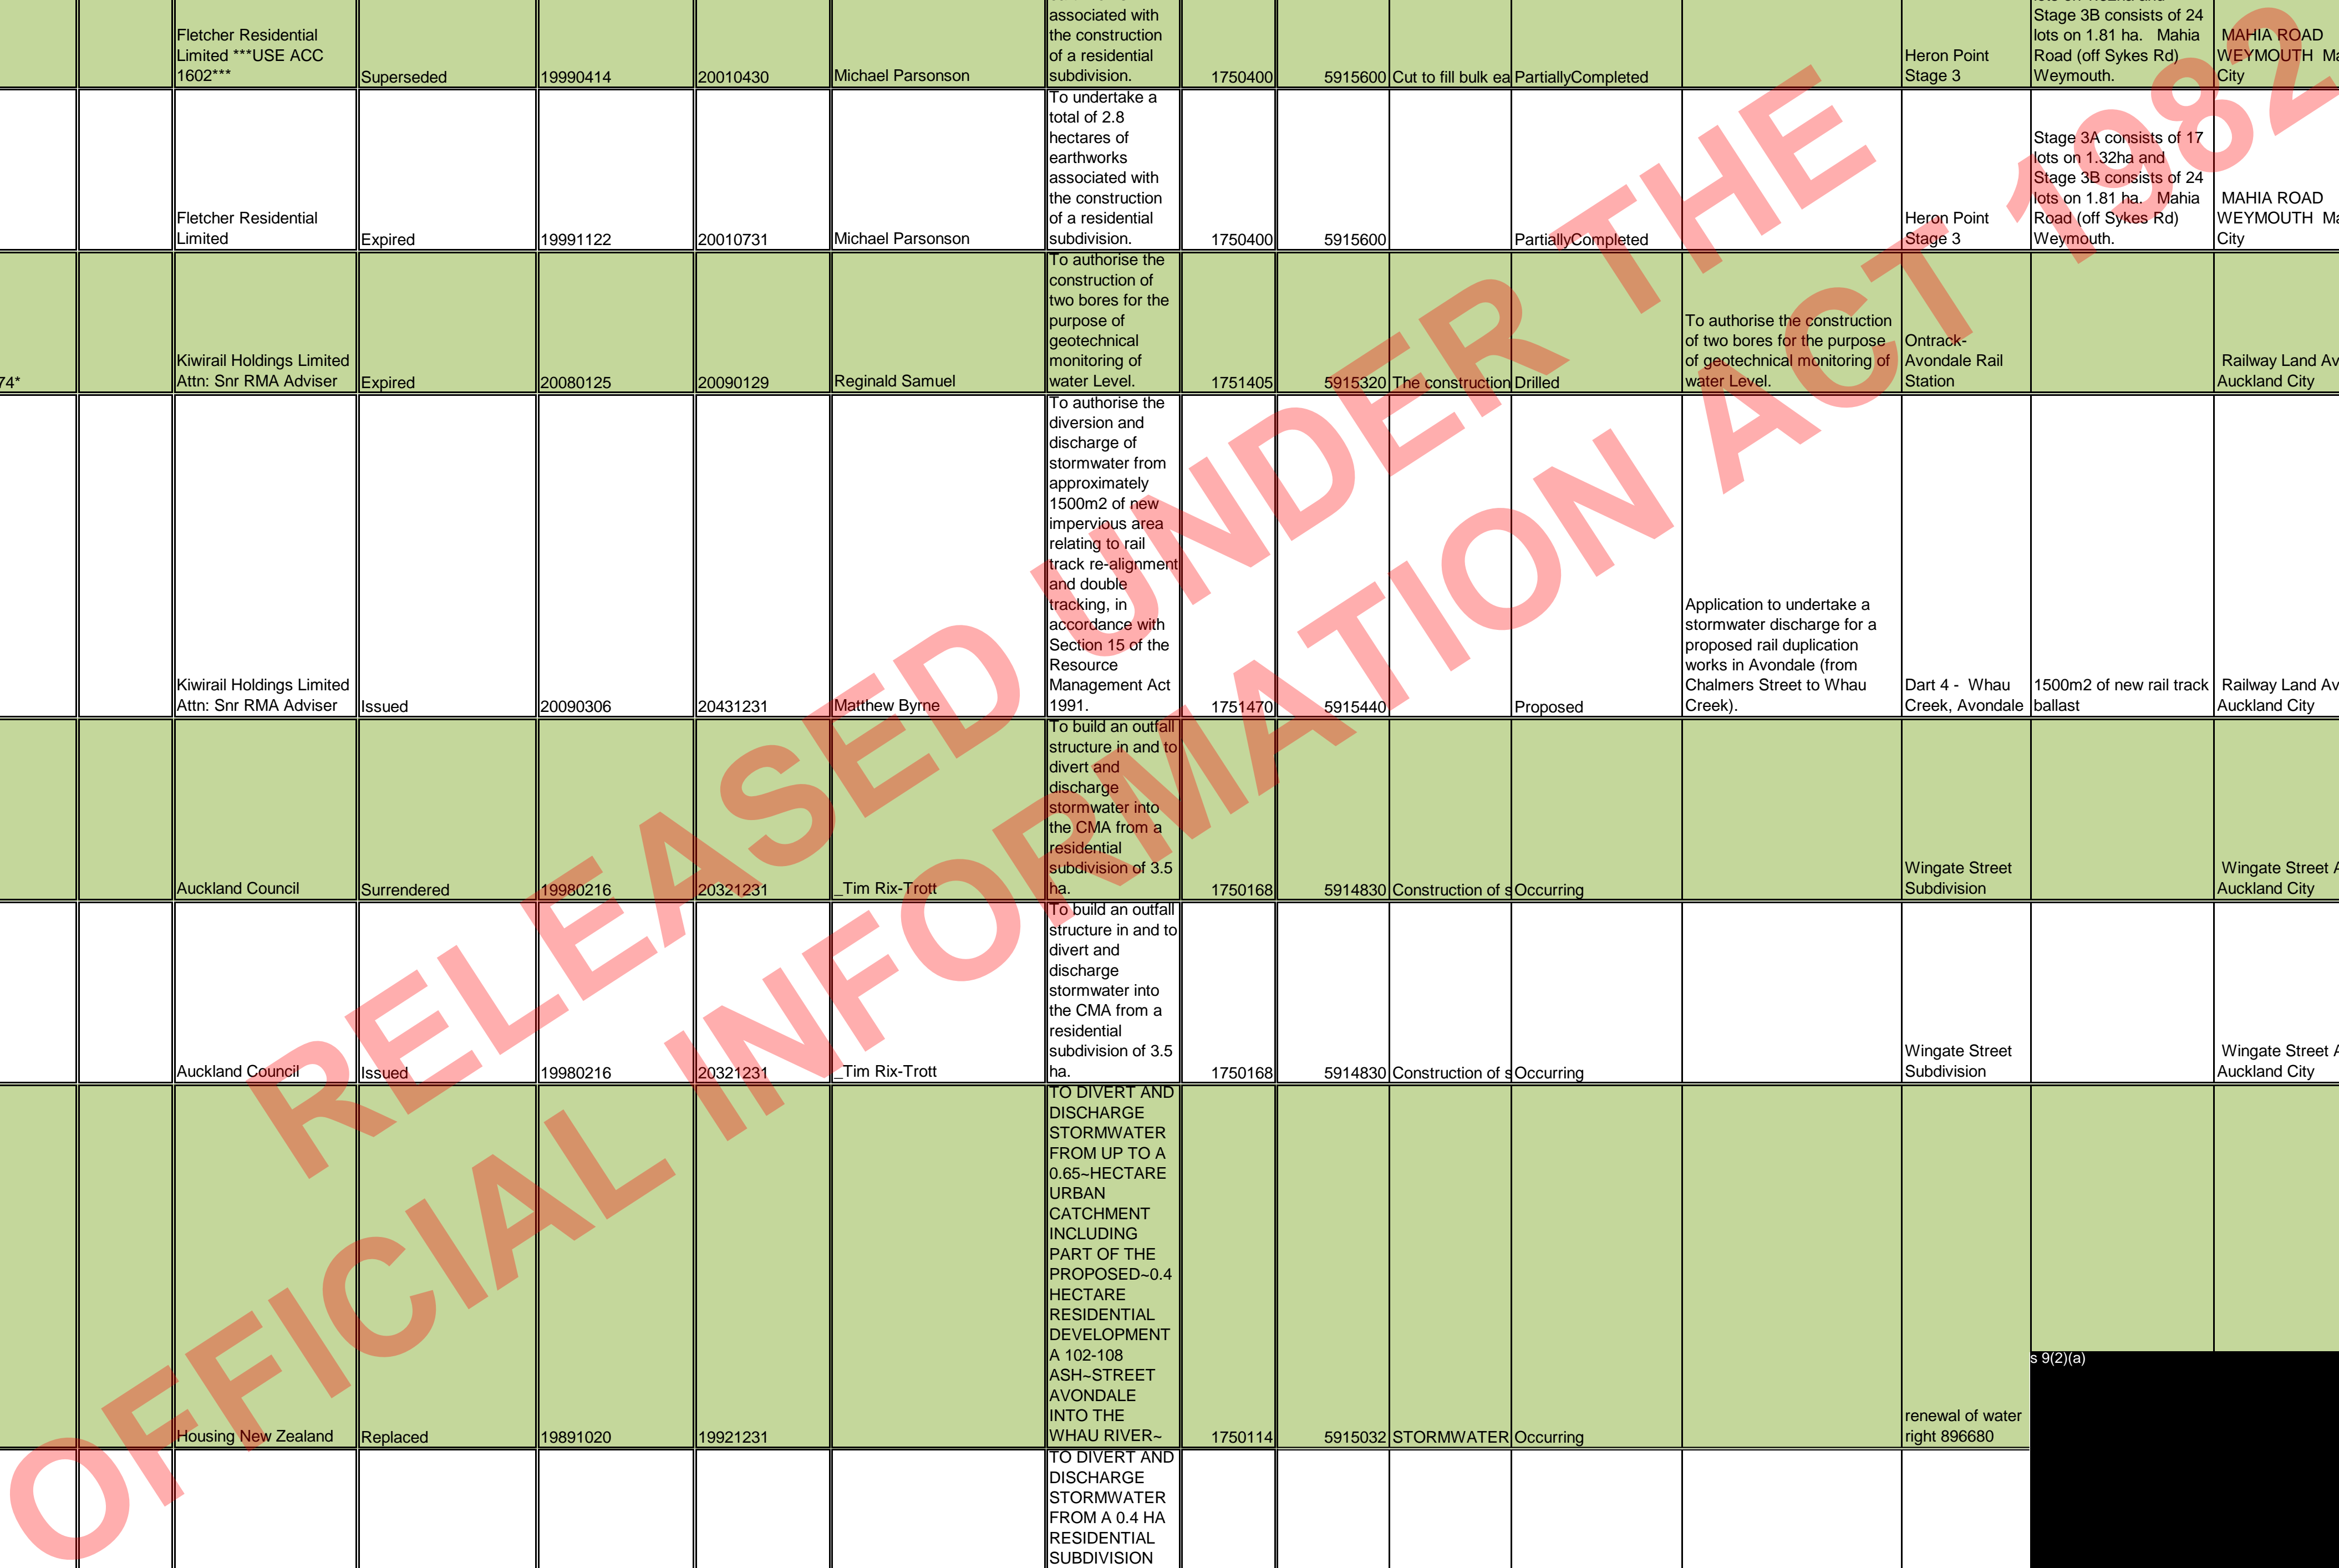 associated with
the construction
of a residential
subdivision.
Fletcher Residential
Limited ***USE ACC
1602***
Superseded
19990414
20010430
Michael Parsonson
1750400
5915600
Cut to fill bulk ea
PartiallyCompleted
Heron Point
Stage 3
Stage 3B consists of 24
lots on 1.81 ha.   Mahia
Road (off Sykes Rd)
Weymouth.
MAHIA ROAD
WEYMOUTH  Ma
City
Fletcher Residential
Limited
Expired
19991122
20010731
Michael Parsonson
To undertake a
total of 2.8
hectares of
earthworks
associated with
the construction
of a residential
subdivision.
1750400
5915600
PartiallyCompleted
Heron Point
Stage 3
Stage 3A consists of 17
lots on 1.32ha and
Stage 3B consists of 24
lots on 1.81 ha.   Mahia
Road (off Sykes Rd)
Weymouth.
MAHIA ROAD
WEYMOUTH  Ma
City
74*
Kiwirail Holdings Limited
Attn: Snr RMA Adviser
Expired
20080125
20090129
Reginald Samuel
To authorise the
construction of
two bores for the
purpose of
geotechnical
monitoring of
water Level.
1751405
5915320
The construction
Drilled
To authorise the construction
of two bores for the purpose
of geotechnical monitoring of
water Level.
Ontrack-
Avondale Rail
Station
Railway Land Av
Auckland City
Kiwirail Holdings Limited
Attn: Snr RMA Adviser
Issued
20090306
20431231
Matthew Byrne
To authorise the
diversion and
discharge of
stormwater from
approximately
1500m2 of new
impervious area
relating to rail
track re-alignment
and double
tracking, in
accordance with
Section 15 of the
Resource
Management Act
1991.
1751470
5915440
Proposed
Application to undertake a
stormwater discharge for a
proposed rail duplication
works in Avondale (from
Chalmers Street to Whau
Creek).
Dart 4 -  Whau
Creek, Avondale
1500m2 of new rail track
ballast
Railway Land Av
Auckland City
Auckland Council
Surrendered
19980216
20321231
_Tim Rix-Trott
To build an outfall
structure in and to
divert and
discharge
stormwater into
the CMA from a
residential
subdivision of 3.5
ha.
1750168
5914830
Construction of s
Occurring
Wingate Street
Subdivision
Wingate Street A
Auckland City
Auckland Council
Issued
19980216
20321231
_Tim Rix-Trott
To build an outfall
structure in and to
divert and
discharge
stormwater into
the CMA from a
residential
subdivision of 3.5
ha.
1750168
5914830
Construction of s
Occurring
Wingate Street
Subdivision
Wingate Street A
Auckland City
Housing New Zealand
Replaced
19891020
19921231
TO DIVERT AND
DISCHARGE
STORMWATER
FROM UP TO A
0.65~HECTARE
URBAN
CATCHMENT
INCLUDING
PART OF THE
PROPOSED~0.4
HECTARE
RESIDENTIAL
DEVELOPMENT
A 102-108
ASH~STREET
AVONDALE
INTO THE
WHAU RIVER~
1750114
5915032
STORMWATER
Occurring
renewal of water
right 896680
s 9(2)(a)
TO DIVERT AND
DISCHARGE
STORMWATER
FROM A 0.4 HA
RESIDENTIAL
SUBDIVISION
RELEASED UNDER THE
OFFICIAL INFORMATION ACT 1982